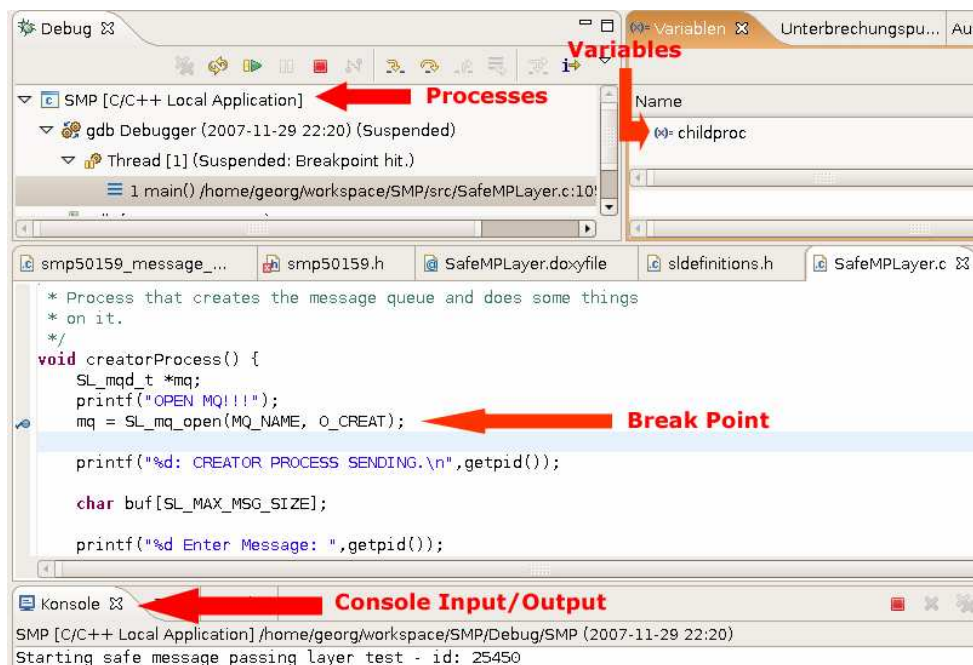 Debug
Variablen Unterbrechungspu... Au
Variables
SMP [C/C++ Local Application]
Processes
Name
gdb Debugger (2007-11-29 22:20) (Suspended)
(x)= childproc
Thread [1] (Suspended: Breakpoint hit.)
1 main() /home/georg/workspace/SMP/src/SafeMPLayer.c:10
smp50159_message_... smp50159.h SafeMPLayer.doxyfile sldefinitions.h SafeMPLayer.c
* Process that creates the message queue and does some things
* on it.
*/
void creatorProcess() {
SL_mqd_t *mq;
printf("OPEN MQ!!!");
mq = SL_mq_open(MQ_NAME, O_CREAT);
Break Point
printf("%d: CREATOR PROCESS SENDING.\n",getpid());
char buf[SL_MAX_MSG_SIZE];
printf("%d Enter Message: ",getpid());
Konsole
Console Input/Output
SMP [C/C++ Local Application] /home/georg/workspace/SMP/Debug/SMP (2007-11-29 22:20)
Starting safe message passing layer test - id: 25450